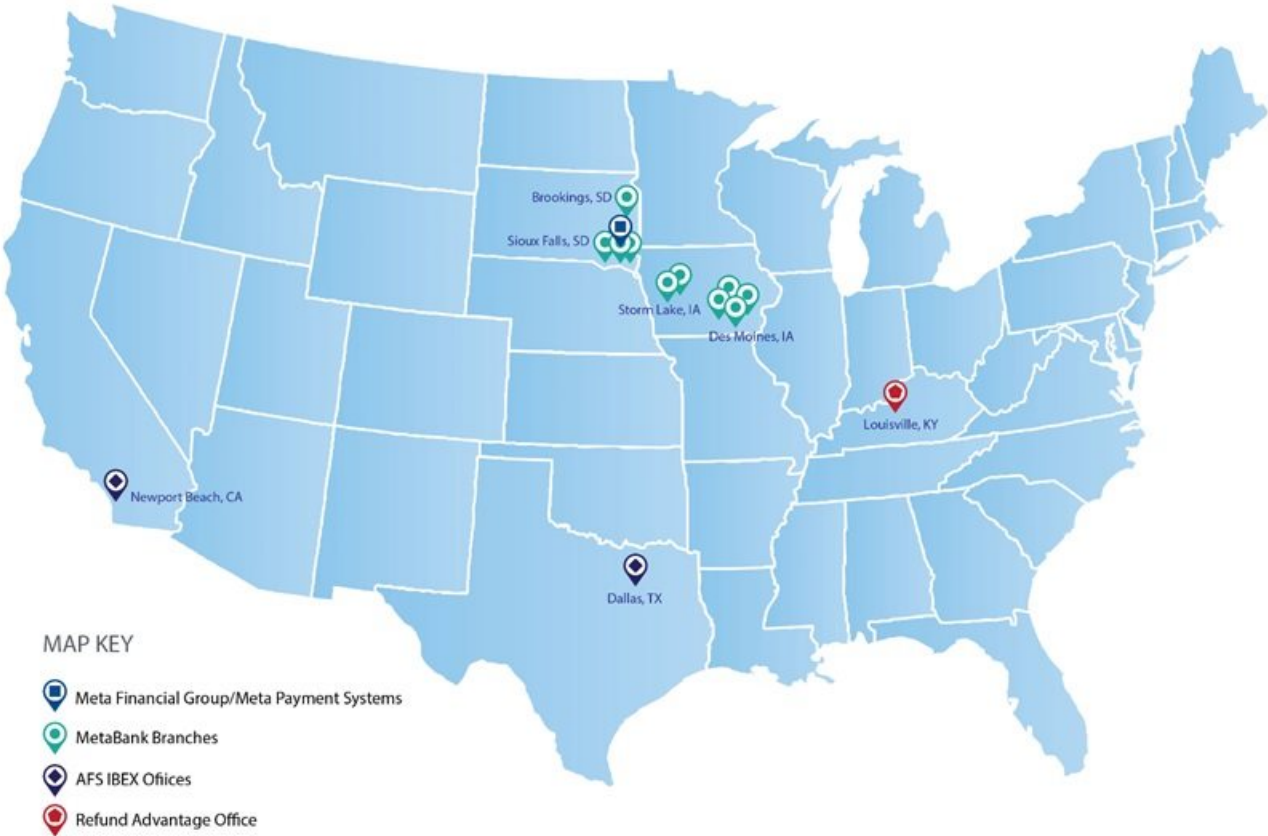 Brookings, SD
Sioux Falls, SD
Storm Lake, IA
Des Moines, IA
Louisville, KY
Newport Beach, CA
Dallas, TX
MAP KEY
Meta Financial Group/Meta Payment Systems
MetaBank Branches
AFS IBEX Ofiices
Refund Advantage Office